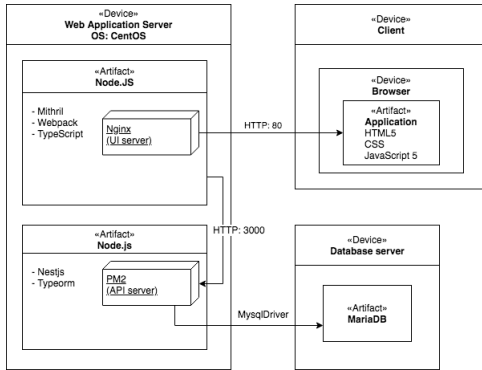 «Device»
Web Application Server
OS: CentOS
«Artifact»
Node.JS
- Mithril
- Webpack
- TypeScript
Nginx
(UI server)
HTTP: 80
«Device»
Client
«Device»
Browser
«Artifact»
Application
HTML5
CSS
JavaScript 5
HTTP: 3000
«Artifact»
Node.js
- Nestjs
- Typeorm
PM2
(API server)
MysqlDriver
«Device»
Database server
«Artifact»
MariaDB